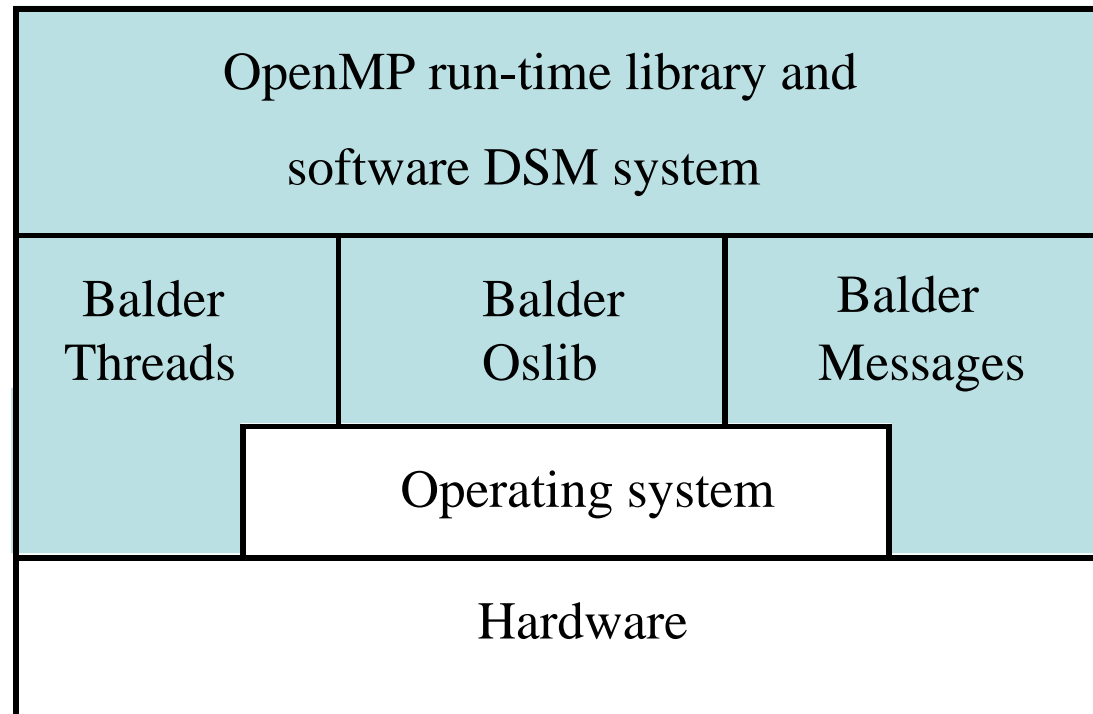 OpenMP run-time library and
software DSM system
Balder
Threads
Balder
Oslib
Balder
Messages
Operating system
Hardware